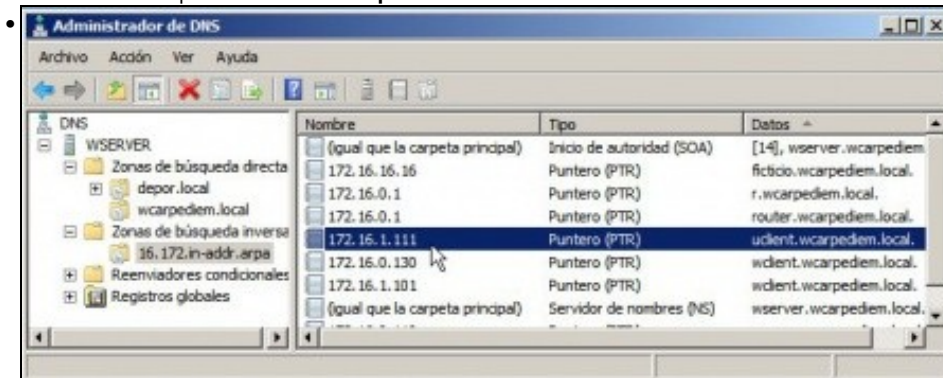 Administrador de DNS
Archivo Acción Ver Ayuda
DNS
WSERVER
Zonas de búsqueda directa
depor.local
wcarpediem.local
Zonas de búsqueda inversa
16.172.in-addr.arpa
Reenviadores condicionales
Registros globales
Nombre Tipo Datos
(igual que la carpeta principal) Inicio de autoridad (SOA) [14], wserver.wcarpediem
172.16.16.16 Puntero (PTR) ficticio.wcarpediem.local.
172.16.0.1 Puntero (PTR) r.wcarpediem.local.
172.16.0.1 Puntero (PTR) router.wcarpediem.local.
172.16.1.111 Puntero (PTR) uclient.wcarpediem.local.
172.16.0.130 Puntero (PTR) wclient.wcarpediem.local.
172.16.1.101 Puntero (PTR) wclient.wcarpediem.local.
(igual que la carpeta principal) Servidor de nombres (NS) wserver.wcarpediem.local.